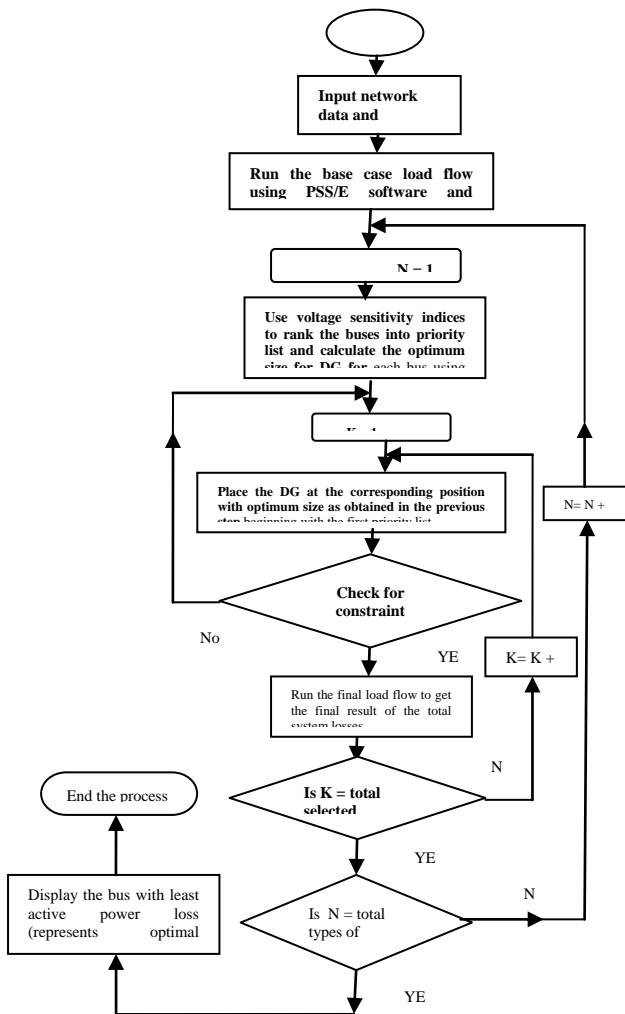 Input network
data and
Run the base case load flow
using PSS/E software and
N = 1
Use voltage sensitivity indices
to rank the buses into priority
list and calculate the optimum
size for DG for each bus using
K = 1
Place the DG at the corresponding position
with optimum size as obtained in the previous
step beginning with the first priority list
N= N +
Check for
constraint
No
YE
K= K +
Run the final load flow to get
the final result of the total
system losses
N
Is K = total
selected
End the process
YE
Display the bus with least
active power loss
(represents optimal
N
Is N = total
types of
YE